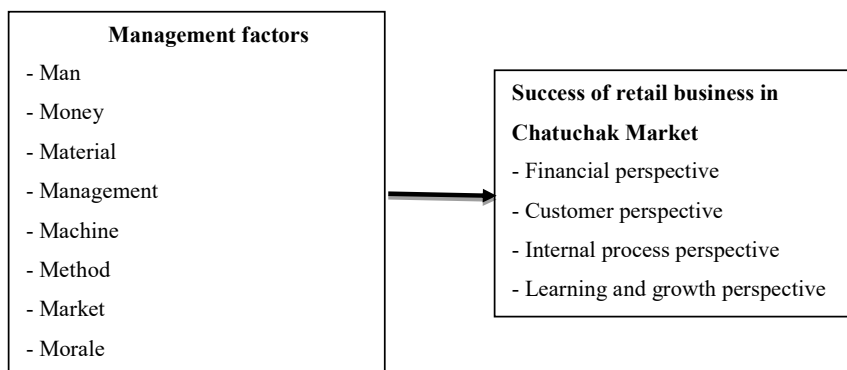 Management factors
- Man
- Money
- Material
- Management
- Machine
- Method
- Market
- Morale
Success of retail business in
Chatuchak Market
- Financial perspective
- Customer perspective
- Internal process perspective
- Learning and growth perspective